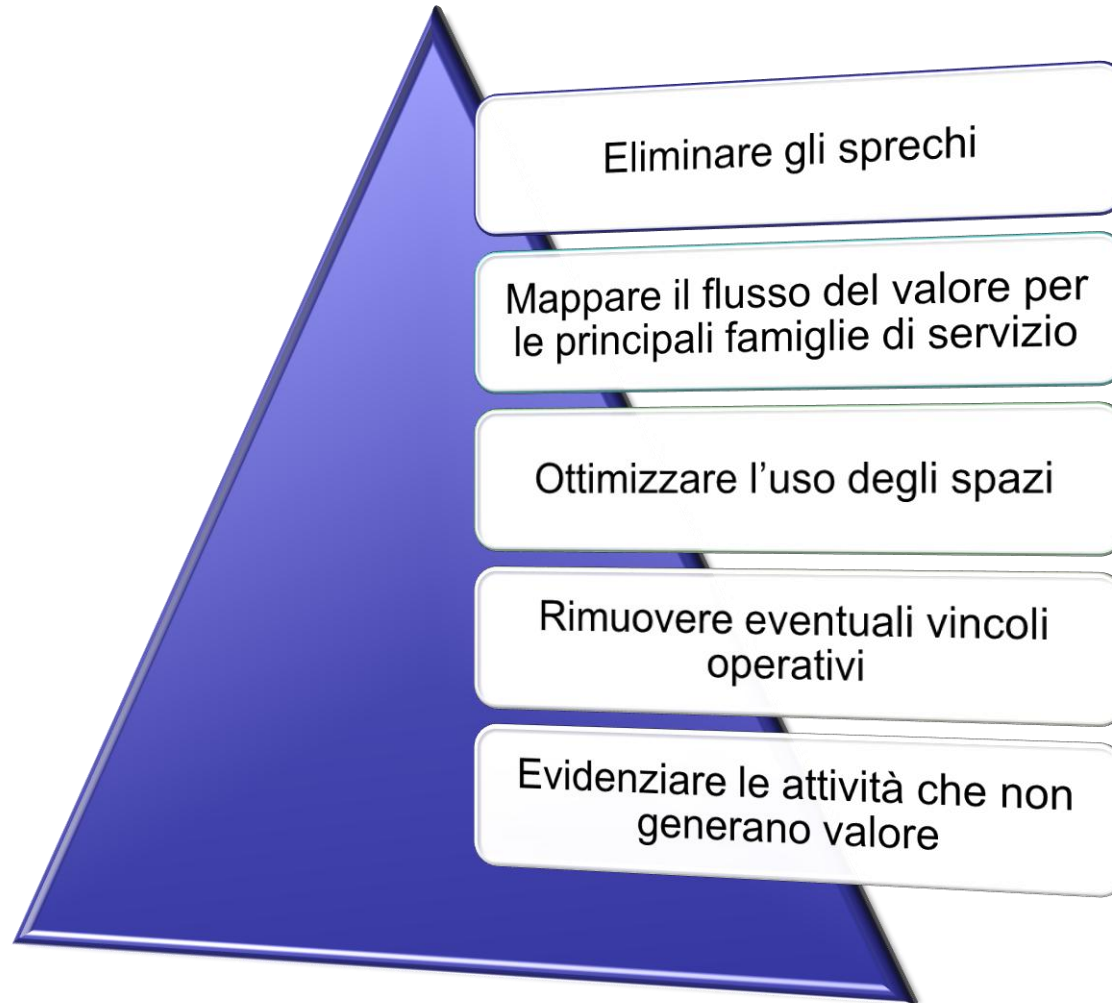 Eliminare gli sprechi
Mappare il flusso del valore per
le principali famiglie di servizio
Ottimizzare l’uso degli spazi
Rimuovere eventuali vincoli
operativi
Evidenziare le attività che non
generano valore